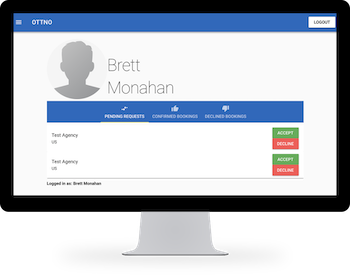 OTTNO
LOGOUT
Brett
Monahan
PENDING REQUESTS CONFIRMED BOOKINGS DECLINED BOOKINGS
Test Agency
ACCEPT
US
DECLINE
Test Agency
ACCEPT
US
DECLINE
Logged in as: Brett Monahan